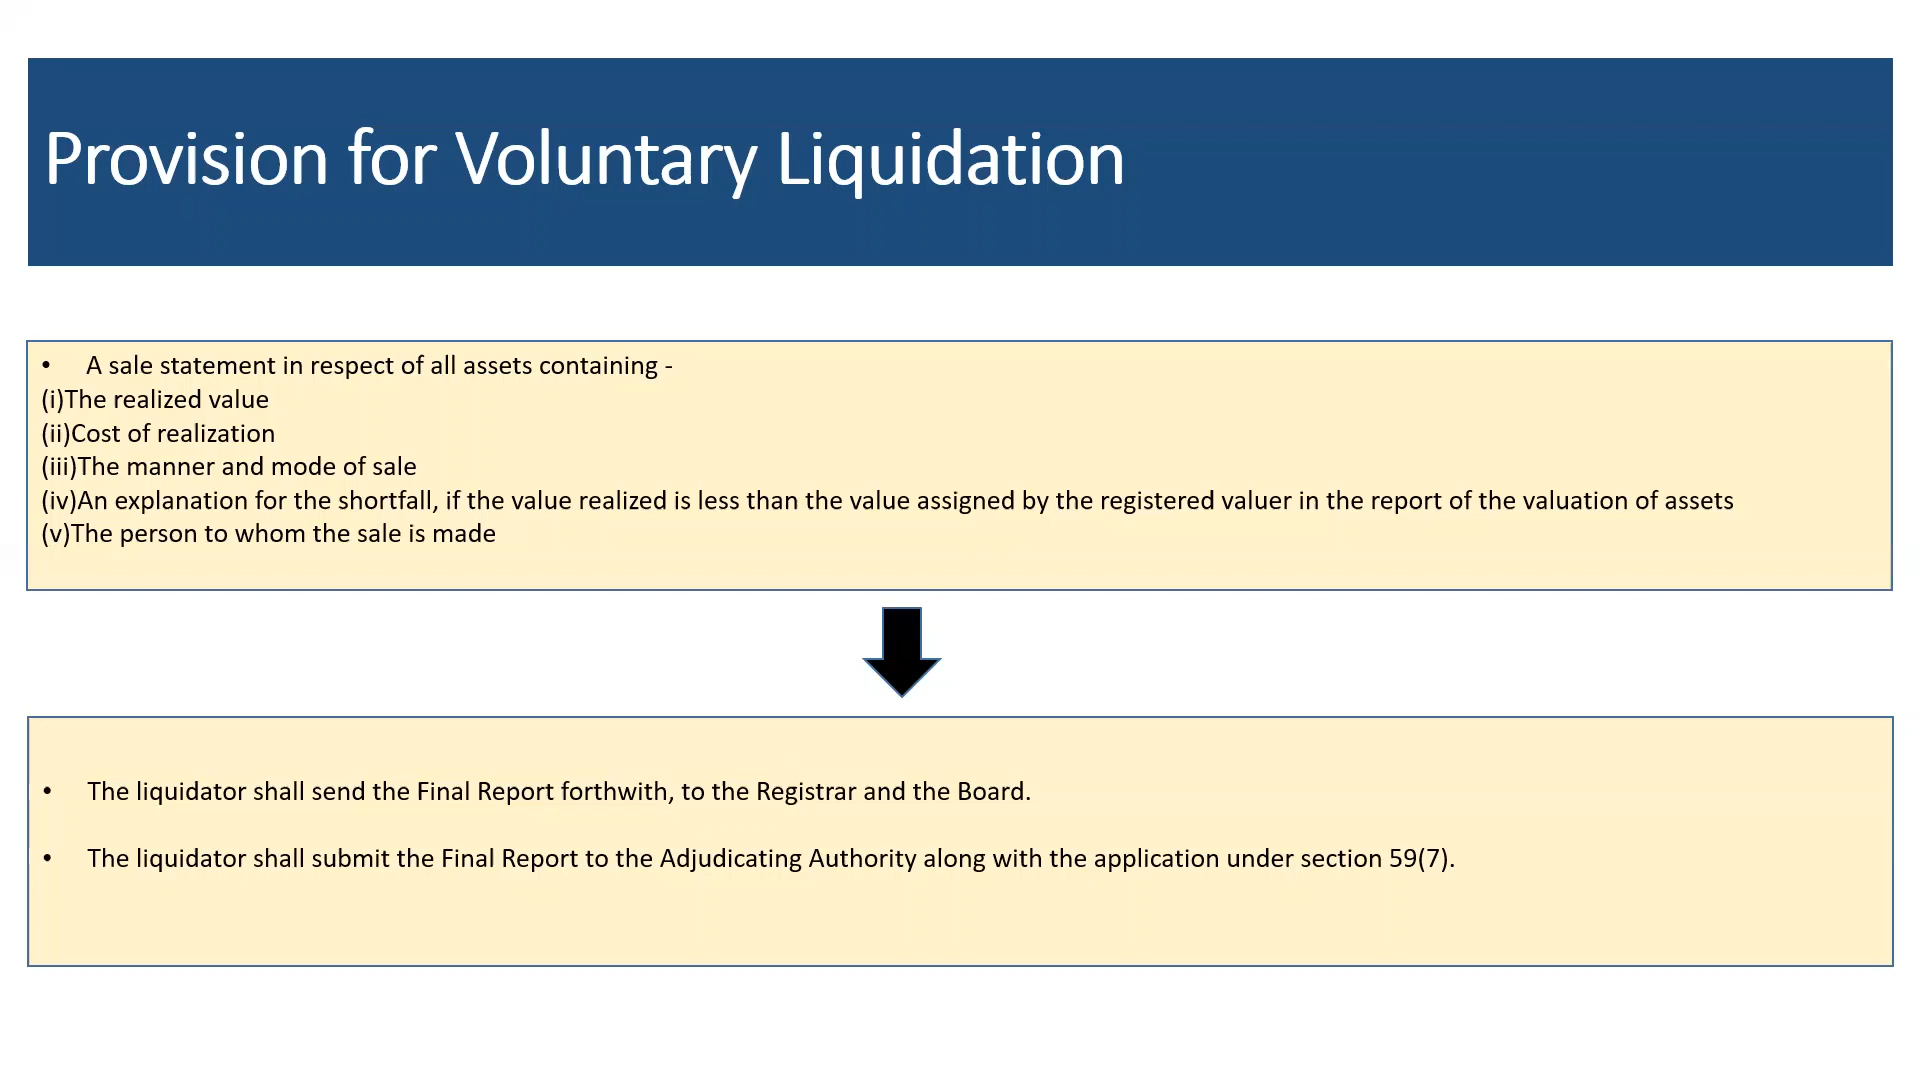 Provision for Voluntary Liquidation
• A sale statement in respect of all assets containing -
(i)The realized value
(ii)Cost of realization
(iii)The manner and mode of sale
(iv)An explanation for the shortfall, if the value realized is less than the value assigned by the registered valuer in the report of the valuation of assets
(v)The person to whom the sale is made
• The liquidator shall send the Final Report forthwith, to the Registrar and the Board.
• The liquidator shall submit the Final Report to the Adjudicating Authority along with the application under section 59(7).